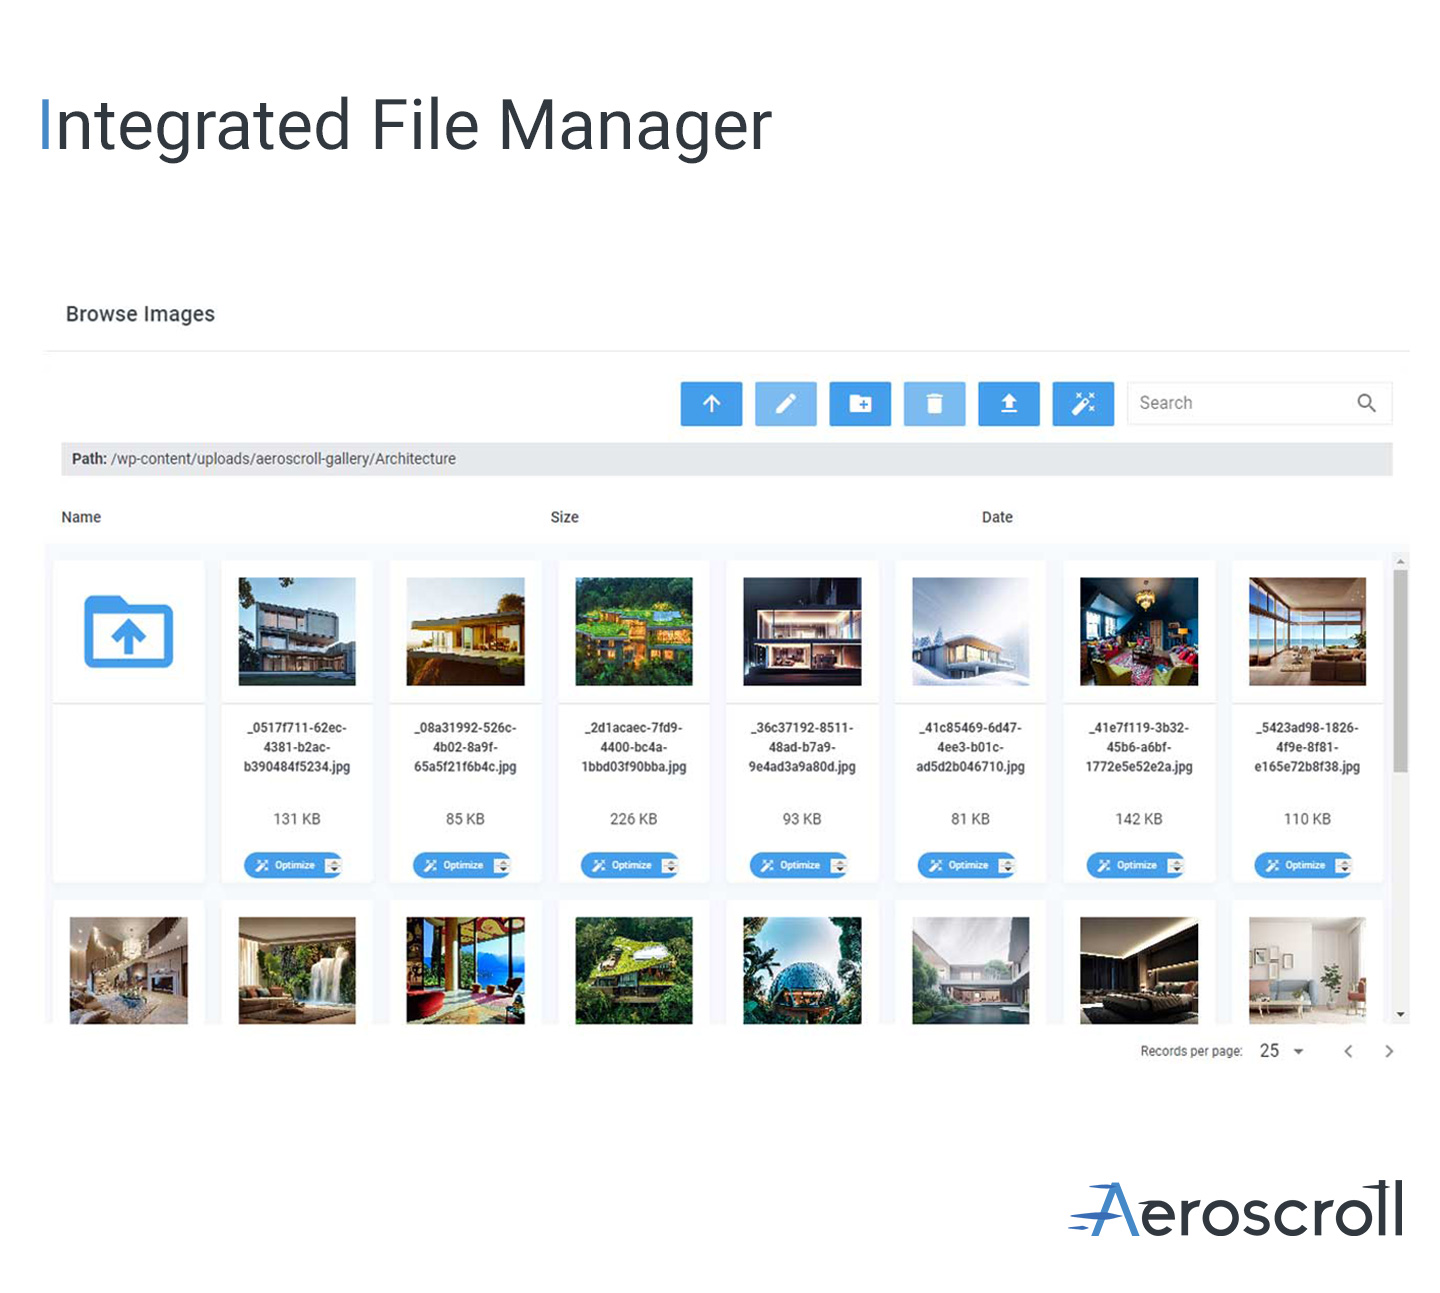 Integrated File Manager
Browse Images
Search
Path: /wp-content/uploads/aeroscroll-gallery/Architecture
Name Size Date
_0517f711-62ec-
4381-b2ac-
b390484f5234.jpg
131 KB
Optimize
_08a31992-526c-
4b02-8a9f-
65a5f21f6b4c.jpg
85 KB
Optimize
_2d1acaec-7fd9-
4400-bc4a-
1bbd03f90bba.jpg
226 KB
Optimize
_36c37192-8511-
48ad-b7a9-
9e4ad3a9a80d.jpg
93 KB
Optimize
_41c85469-6d47-
4ee3-b01c-
ad5d2b046710.jpg
81 KB
Optimize
_41e7f119-3b32-
45b6-a6bf-
1772e5e52e2a.jpg
142 KB
Optimize
_5423ad98-1826-
4f9e-8f81-
e165e72b8f38.jpg
110 KB
Optimize
Records per page: 25
Aeroscroll